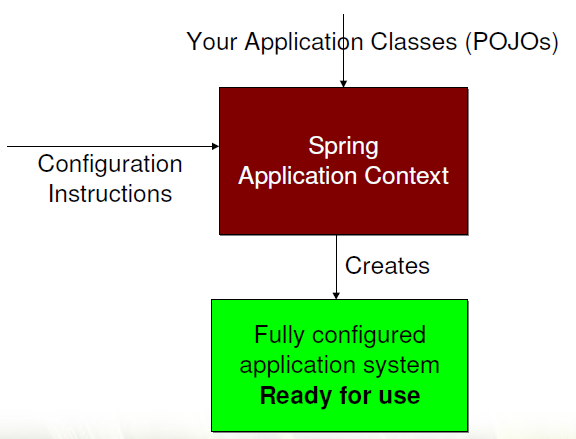 Your Application Classes (POJOs)
Spring
Application Context
Configuration
Instructions
Creates
Fully configured
application system
Ready for use